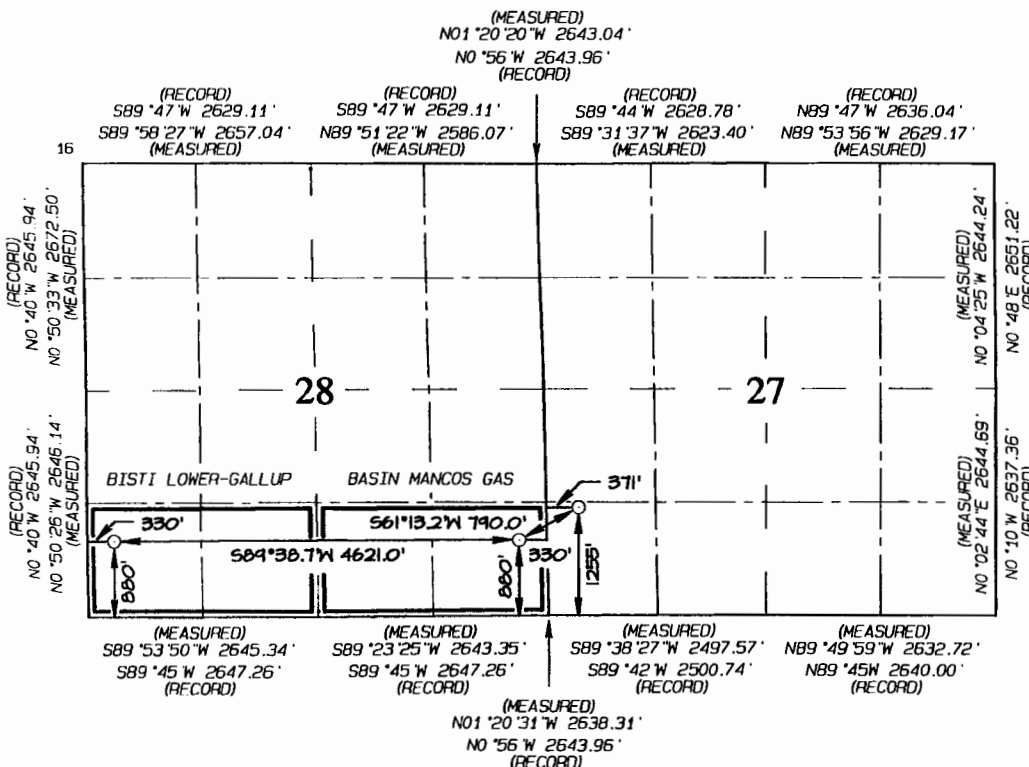 (MEASURED)
N01°20'20"W 2643.04'
N0°56'W 2643.96'
(RECORD)
(RECORD)
S89°47'W 2629.11'
S89°58'27"W 2657.04'
(MEASURED)
(RECORD)
S89°47'W 2629.11'
N89°51'22"W 2586.07'
(MEASURED)
(RECORD)
S89°44'W 2628.78'
S89°31'37"W 2623.40'
(MEASURED)
(RECORD)
N89°47'W 2636.04'
N89°53'56"W 2629.17'
(MEASURED)
16
(RECORD)
N0°40'W 2645.94'
N0°50'33"W 2672.50'
(MEASURED)
(MEASURED)
N0°04'25"W 2644.24'
N0°48'E 2651.22'
(RECORD)
28
27
(RECORD)
N0°40'W 2645.94'
N0°50'26"W 2646.14'
(MEASURED)
BISTI LOWER-GALLUP
BASIN MANCOS GAS
371'
330'
S61°13.2'W 790.0'
S89°38.7'W 4621.0'
330'
880'
880'
1255'
(MEASURED)
N0°02'44"E 2644.69'
N0°10'W 2637.36'
(RECORD)
(MEASURED)
S89°53'50"W 2645.34'
S89°45'W 2647.26'
(RECORD)
(MEASURED)
S89°23'25"W 2643.35'
S89°45'W 2647.26'
(RECORD)
(MEASURED)
S89°38'27"W 2497.57'
S89°42'W 2500.74'
(RECORD)
(MEASURED)
N89°49'59"W 2632.72'
N89°45W 2640.00'
(RECORD)
(MEASURED)
N01°20'31"W 2638.31'
N0°56'W 2643.96'
(RECORD)